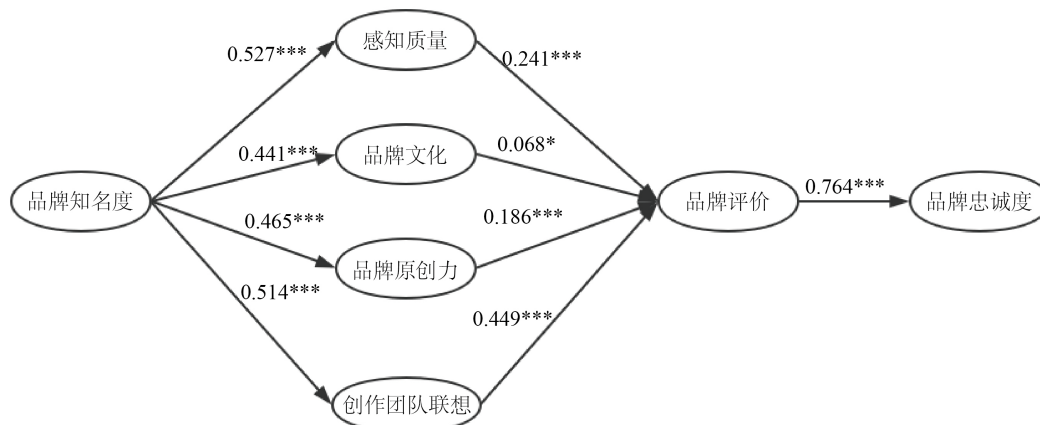 感知质量
0.527***
0.241***
品牌文化
0.441***
0.068*
品牌知名度
品牌评价
0.764***
品牌忠诚度
0.465***
0.186***
品牌原创力
0.514***
0.449***
创作团队联想